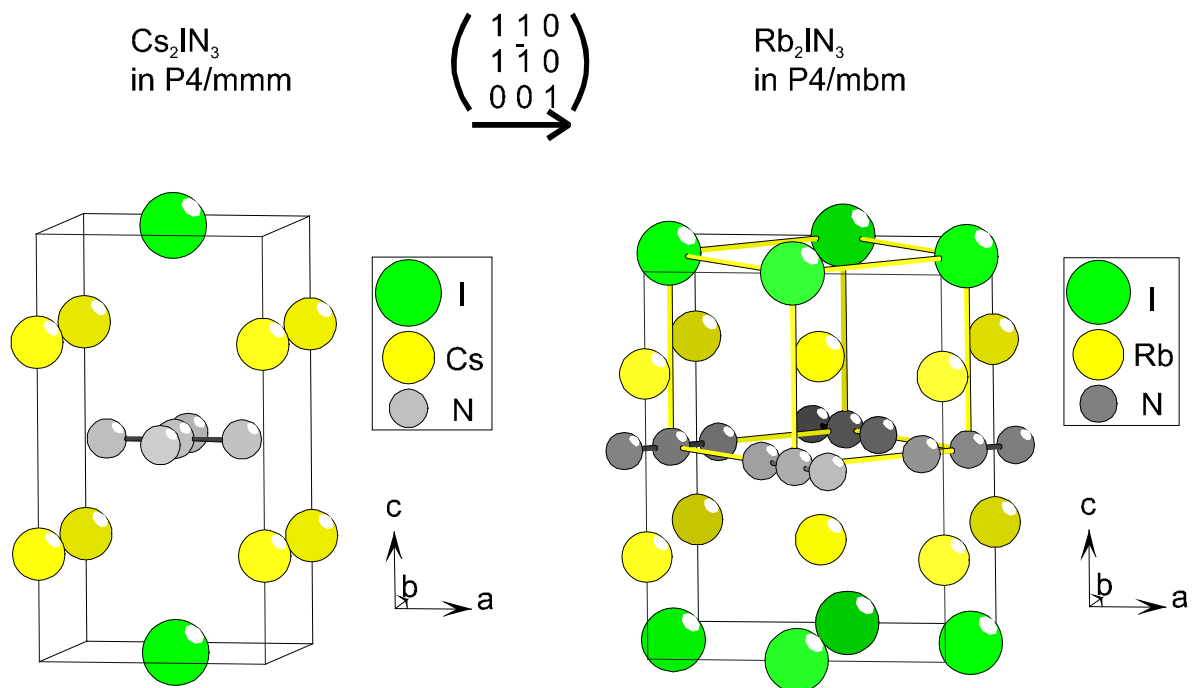 Cs₂IN₃
in P4/mmm
1 1 0
1 1̄ 0
0 0 1
Rb₂IN₃
in P4/mbm
I
Cs
N
c
b
a
I
Rb
N
c
b
a